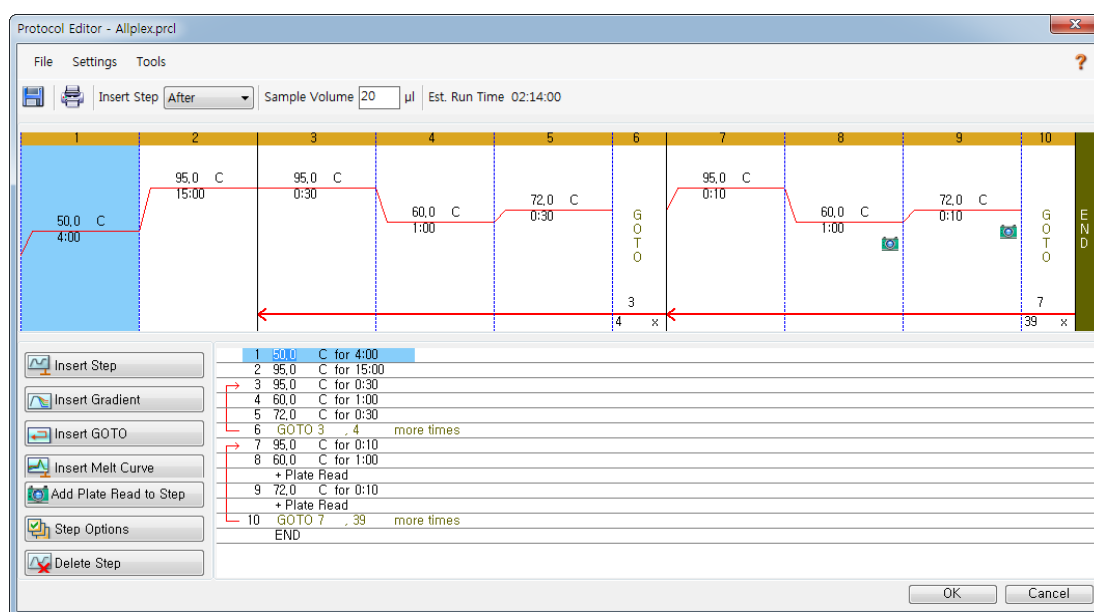 Protocol Editor - Allplex.prcl
File Settings Tools ?
Insert Step After Sample Volume 20 μl Est. Run Time 02:14:00
1 2 3 4 5 6 7 8 9 10
50,0 C
4:00
95,0 C
15:00
95,0 C
0:30
60,0 C
1:00
72,0 C
0:30
GOTO
3
4 x
95,0 C
0:10
60,0 C
1:00
72,0 C
0:10
GOTO
7
39 x
END
Insert Step
Insert Gradient
Insert GOTO
Insert Melt Curve
Add Plate Read to Step
Step Options
Delete Step
1 50,0 C for 4:00
2 95,0 C for 15:00
3 95,0 C for 0:30
4 60,0 C for 1:00
5 72,0 C for 0:30
6 GOTO 3 , 4 more times
7 95,0 C for 0:10
8 60,0 C for 1:00
+ Plate Read
9 72,0 C for 0:10
+ Plate Read
10 GOTO 7 , 39 more times
END
OK Cancel